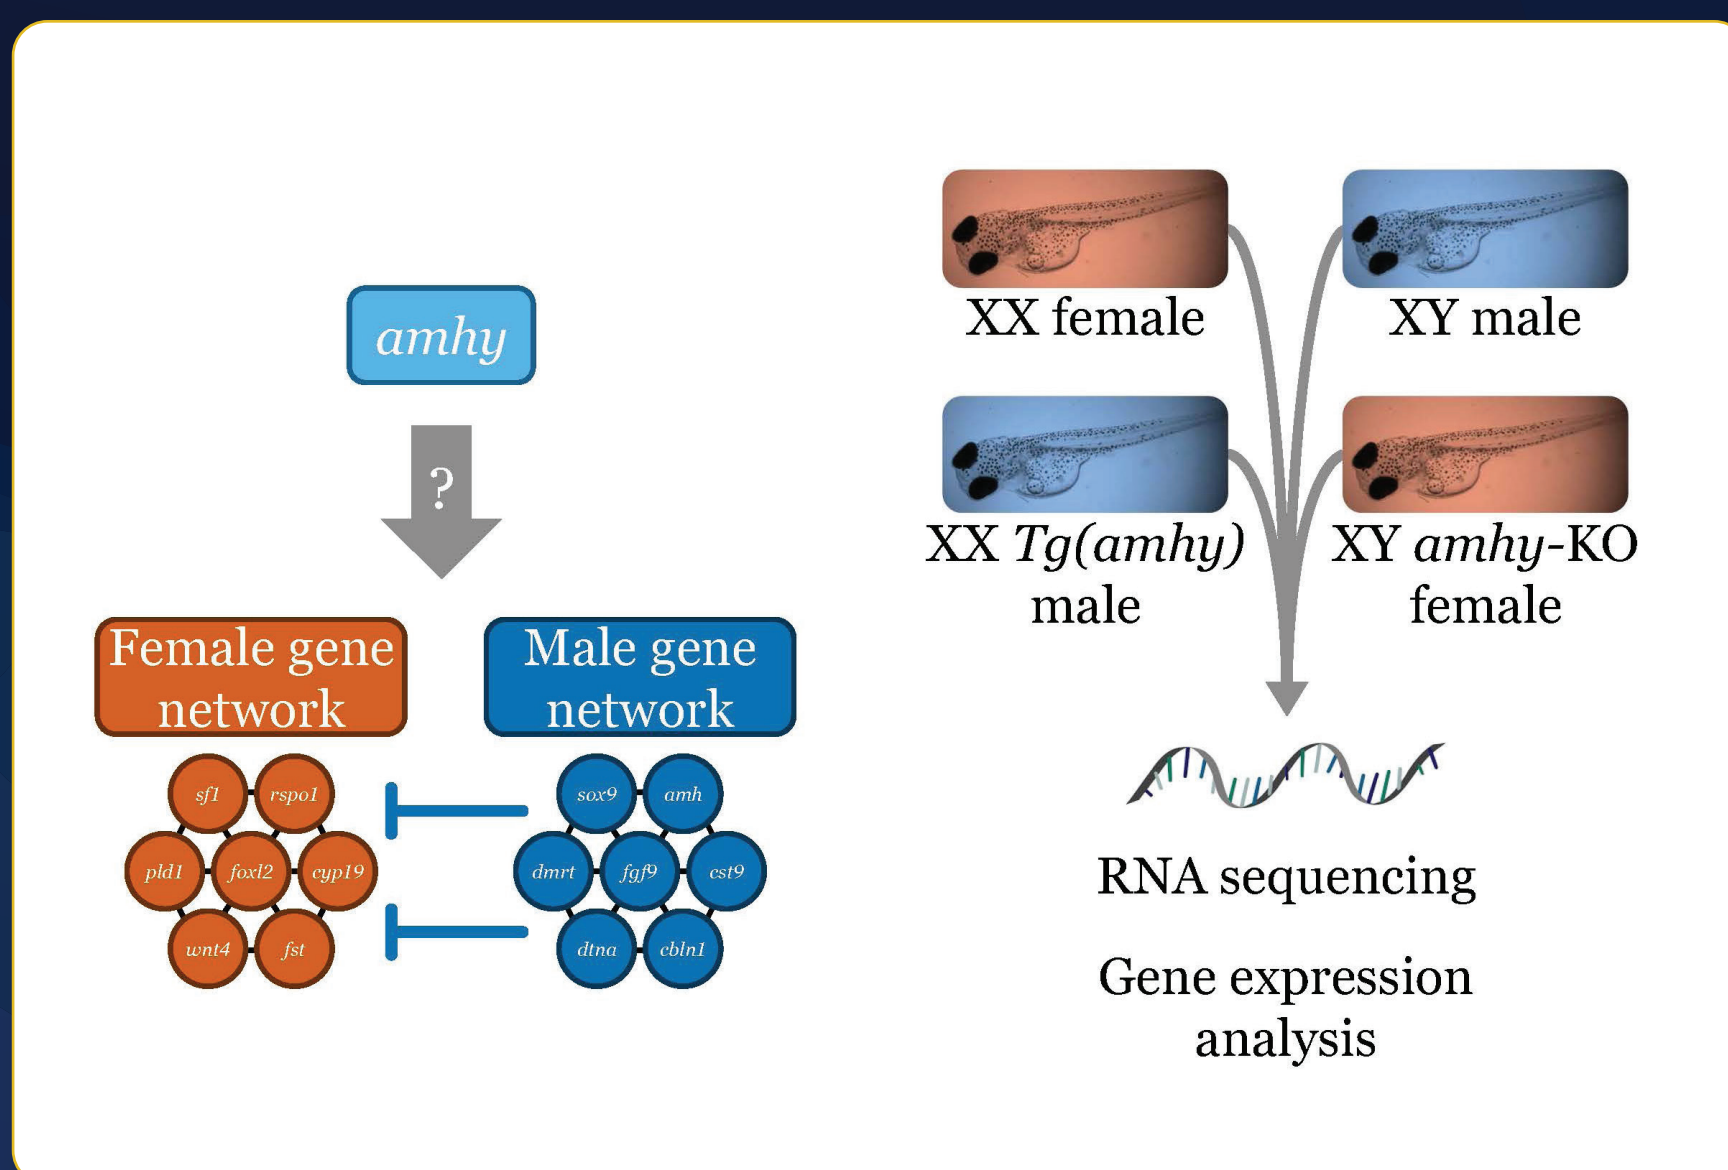 amhy
?
Female gene
network
Male gene
network
sf1
rspo1
pld1
foxl2
cyp19
wnt4
fst
sox9
amh
dmrt
fgf9
cst9
dtna
cbln1
XX female
XY male
XX Tg(amhy)
male
XY amhy-KO
female
RNA sequencing
Gene expression
analysis